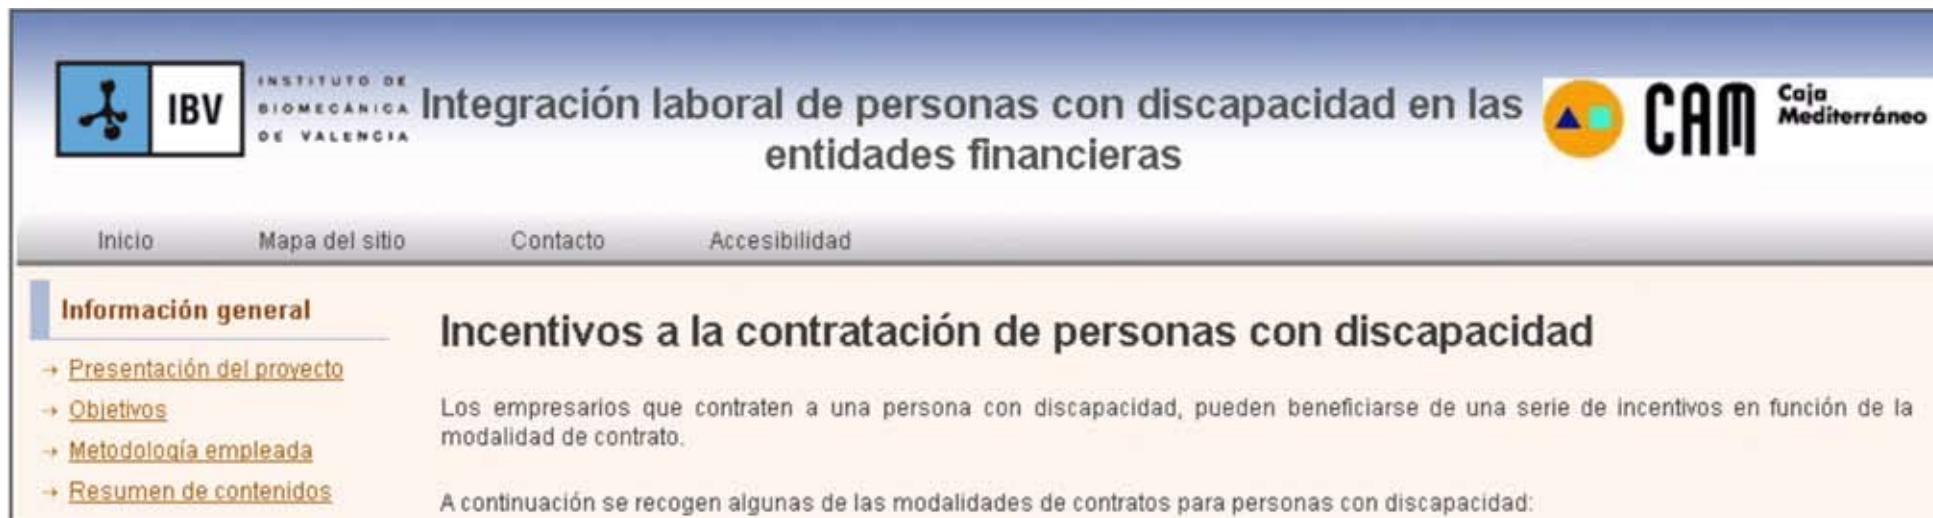 IBV
INSTITUTO DE
BIOMECÁNICA
DE VALENCIA
Integración laboral de personas con discapacidad en las
entidades financieras
CAM
Caja
Mediterráneo
Inicio Mapa del sitio Contacto Accesibilidad
Información general
→ Presentación del proyecto
→ Objetivos
→ Metodología empleada
→ Resumen de contenidos
Incentivos a la contratación de personas con discapacidad
Los empresarios que contraten a una persona con discapacidad, pueden beneficiarse de una serie de incentivos en función de la
modalidad de contrato.
A continuación se recogen algunas de las modalidades de contratos para personas con discapacidad: